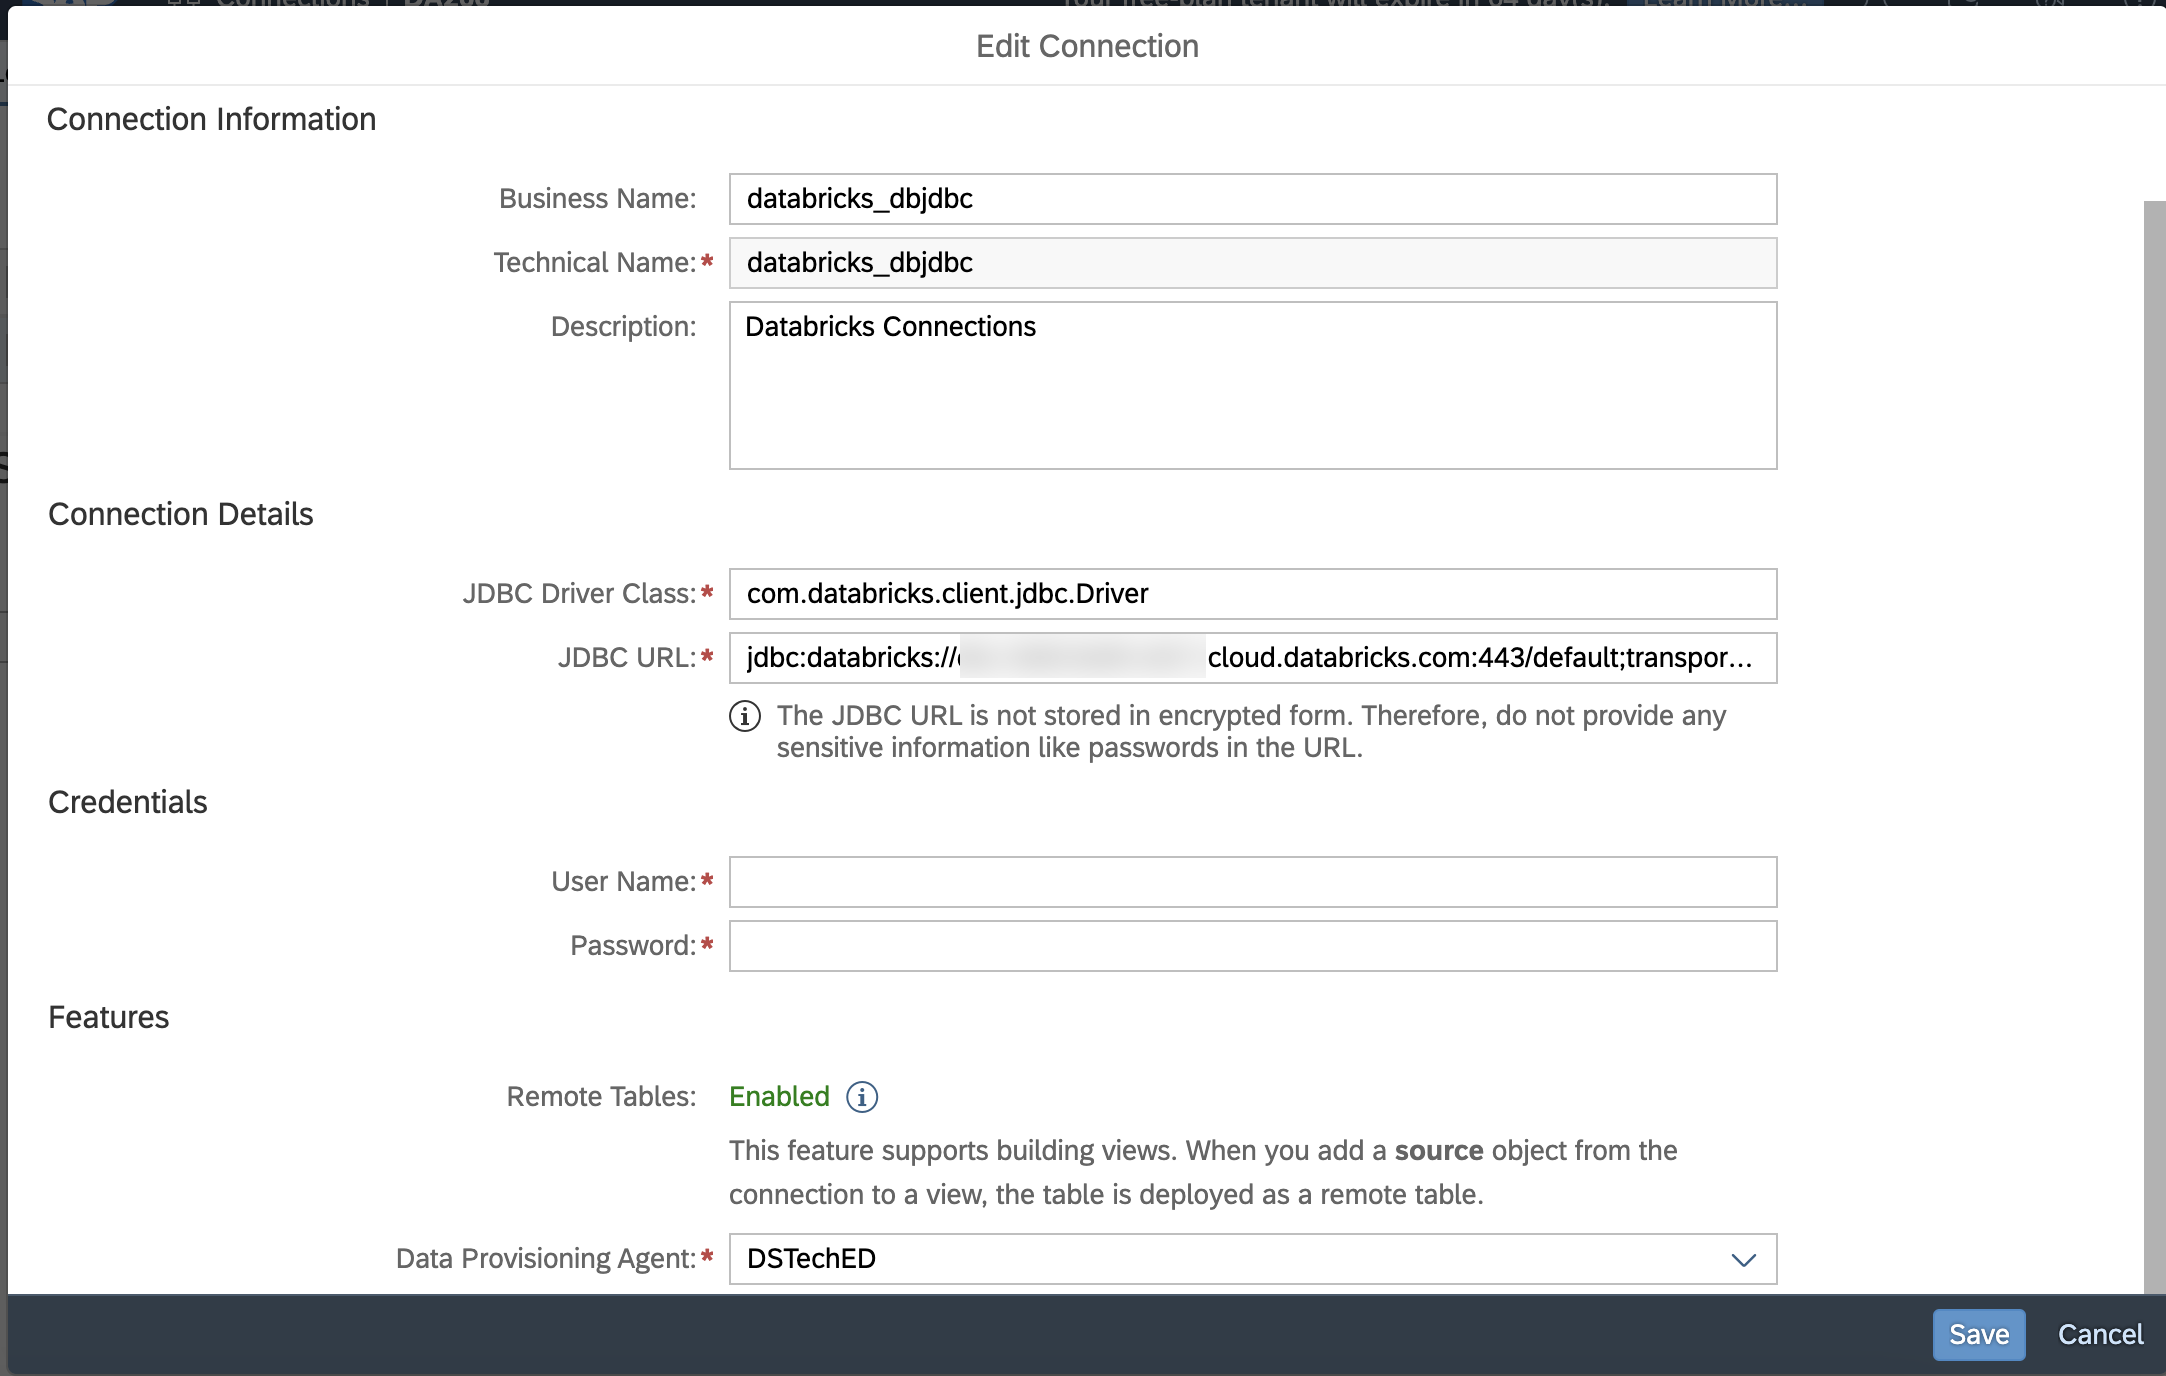 Edit Connection
Connection Information
Business Name: databricks_dbjdbc
Technical Name:* databricks_dbjdbc
Description: Databricks Connections
Connection Details
JDBC Driver Class:* com.databricks.client.jdbc.Driver
JDBC URL:* jdbc:databricks:// cloud.databricks.com:443/default;transpor...
The JDBC URL is not stored in encrypted form. Therefore, do not provide any
sensitive information like passwords in the URL.
Credentials
User Name:*
Password:*
Features
Remote Tables: Enabled
This feature supports building views. When you add a source object from the
connection to a view, the table is deployed as a remote table.
Data Provisioning Agent:* DSTechED
Save Cancel